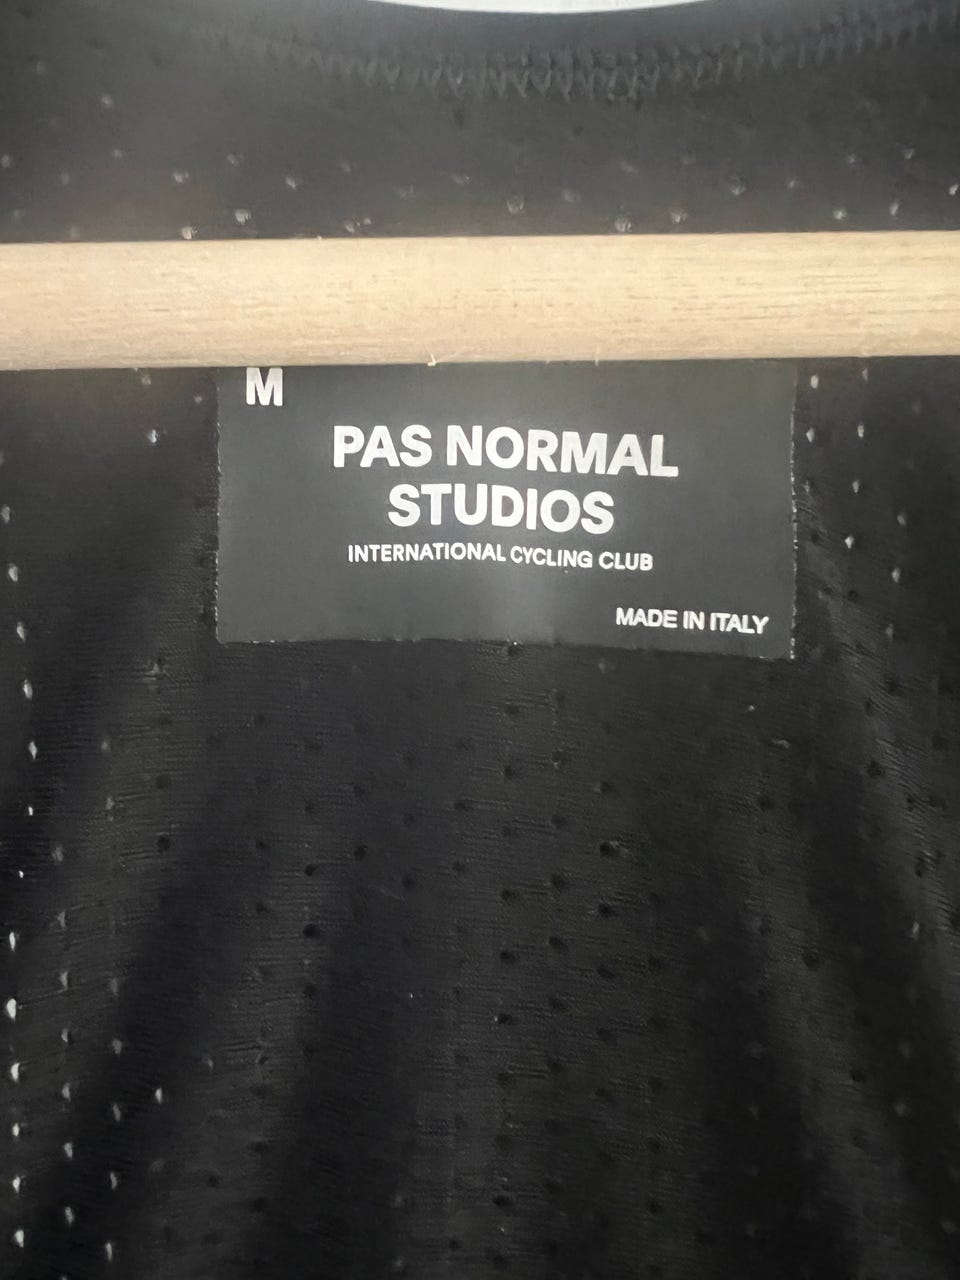 M
PAS NORMAL
STUDIOS
INTERNATIONAL CYCLING CLUB
MADE IN ITALY